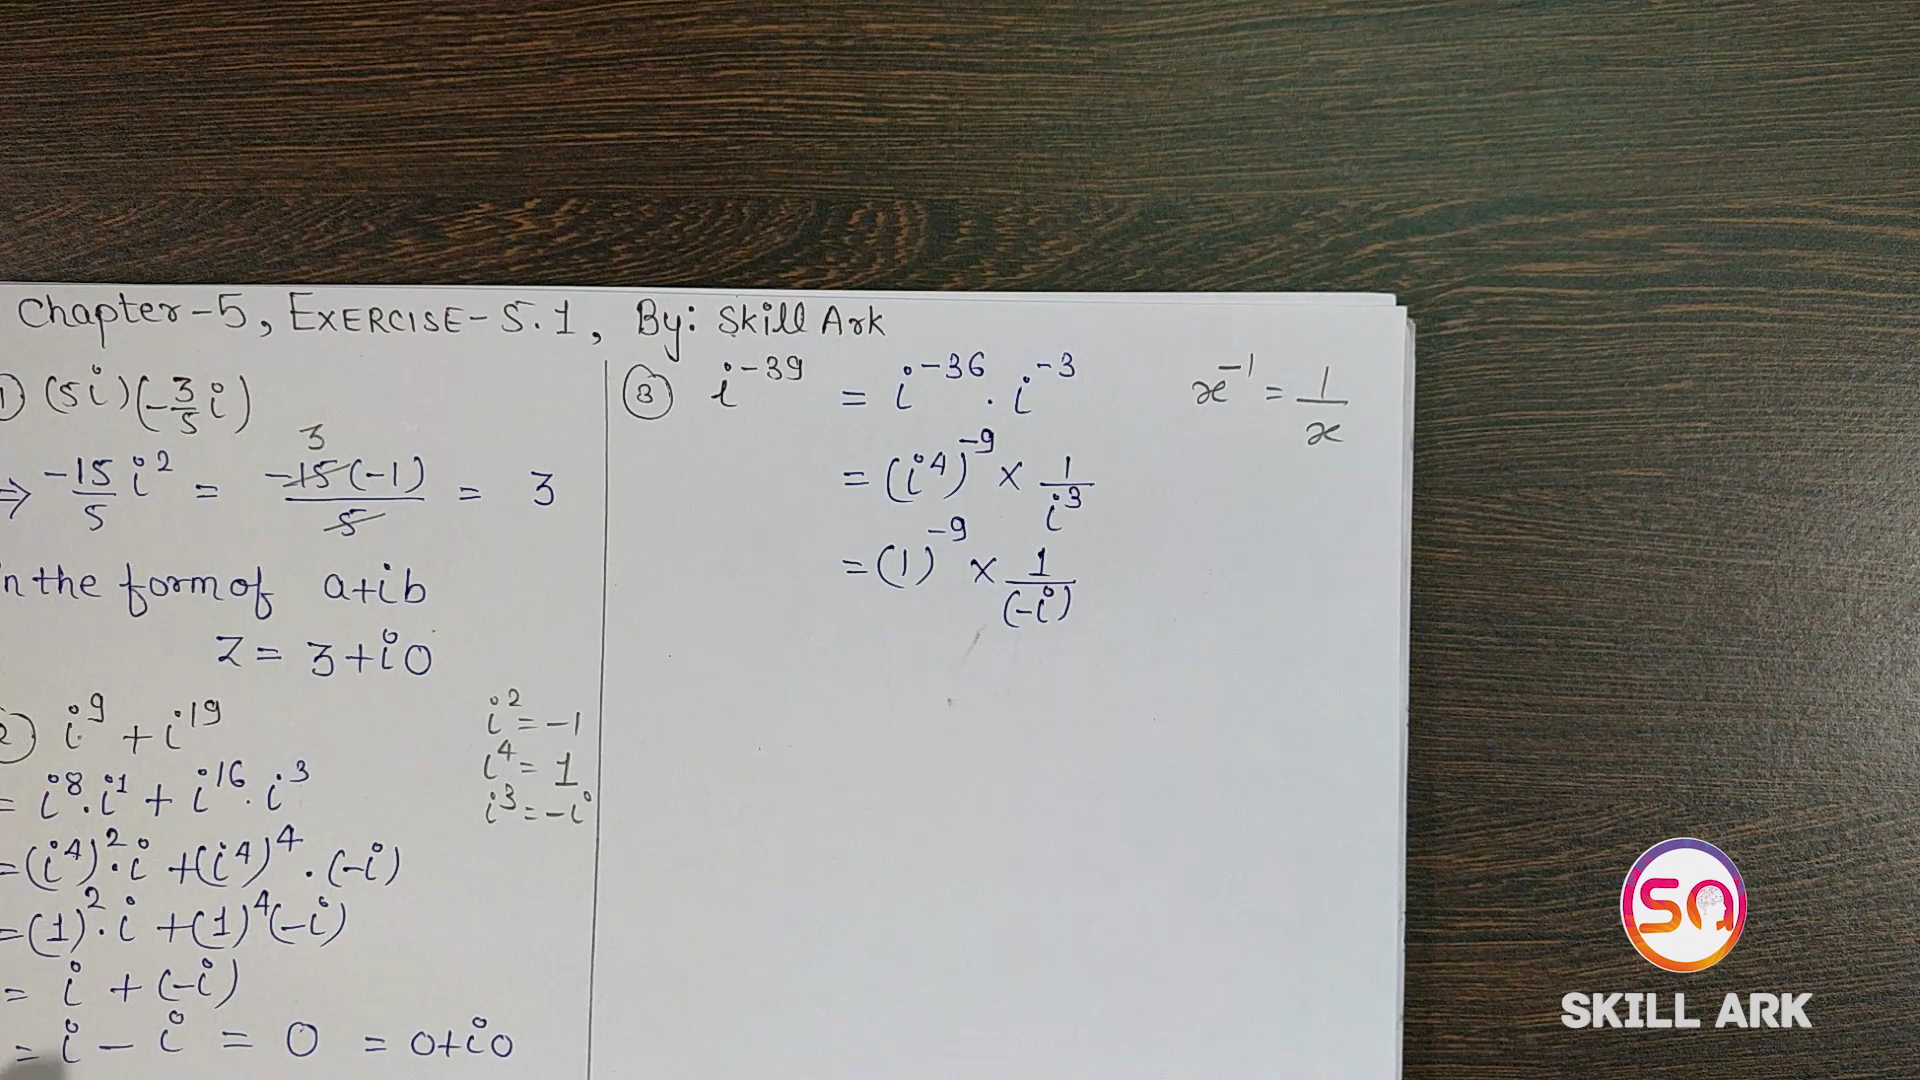 Chapter-5, EXERCISE-5.1, By: Skill Ark
1) (5i)(-3/5 i)
3
⇒ -15/5 i² = -15(-1)/5 = 3
in the form of a+ib
Z = 3+i0
2) i⁹ + i¹⁹
= i⁸.i¹ + i¹⁶.i³
= (i⁴)².i + (i⁴)⁴.(-i)
= (1)².i + (1)⁴(-i)
= i + (-i)
= i - i = 0 = 0+i0
i² = -1
i⁴ = 1
i³ = -i
3 i⁻³⁹ = i⁻³⁶.i⁻³
= (i⁴)⁻⁹ × 1/i³
= (1)⁻⁹ × 1/(-i)
x⁻¹ = 1/x
SA
SKILL ARK